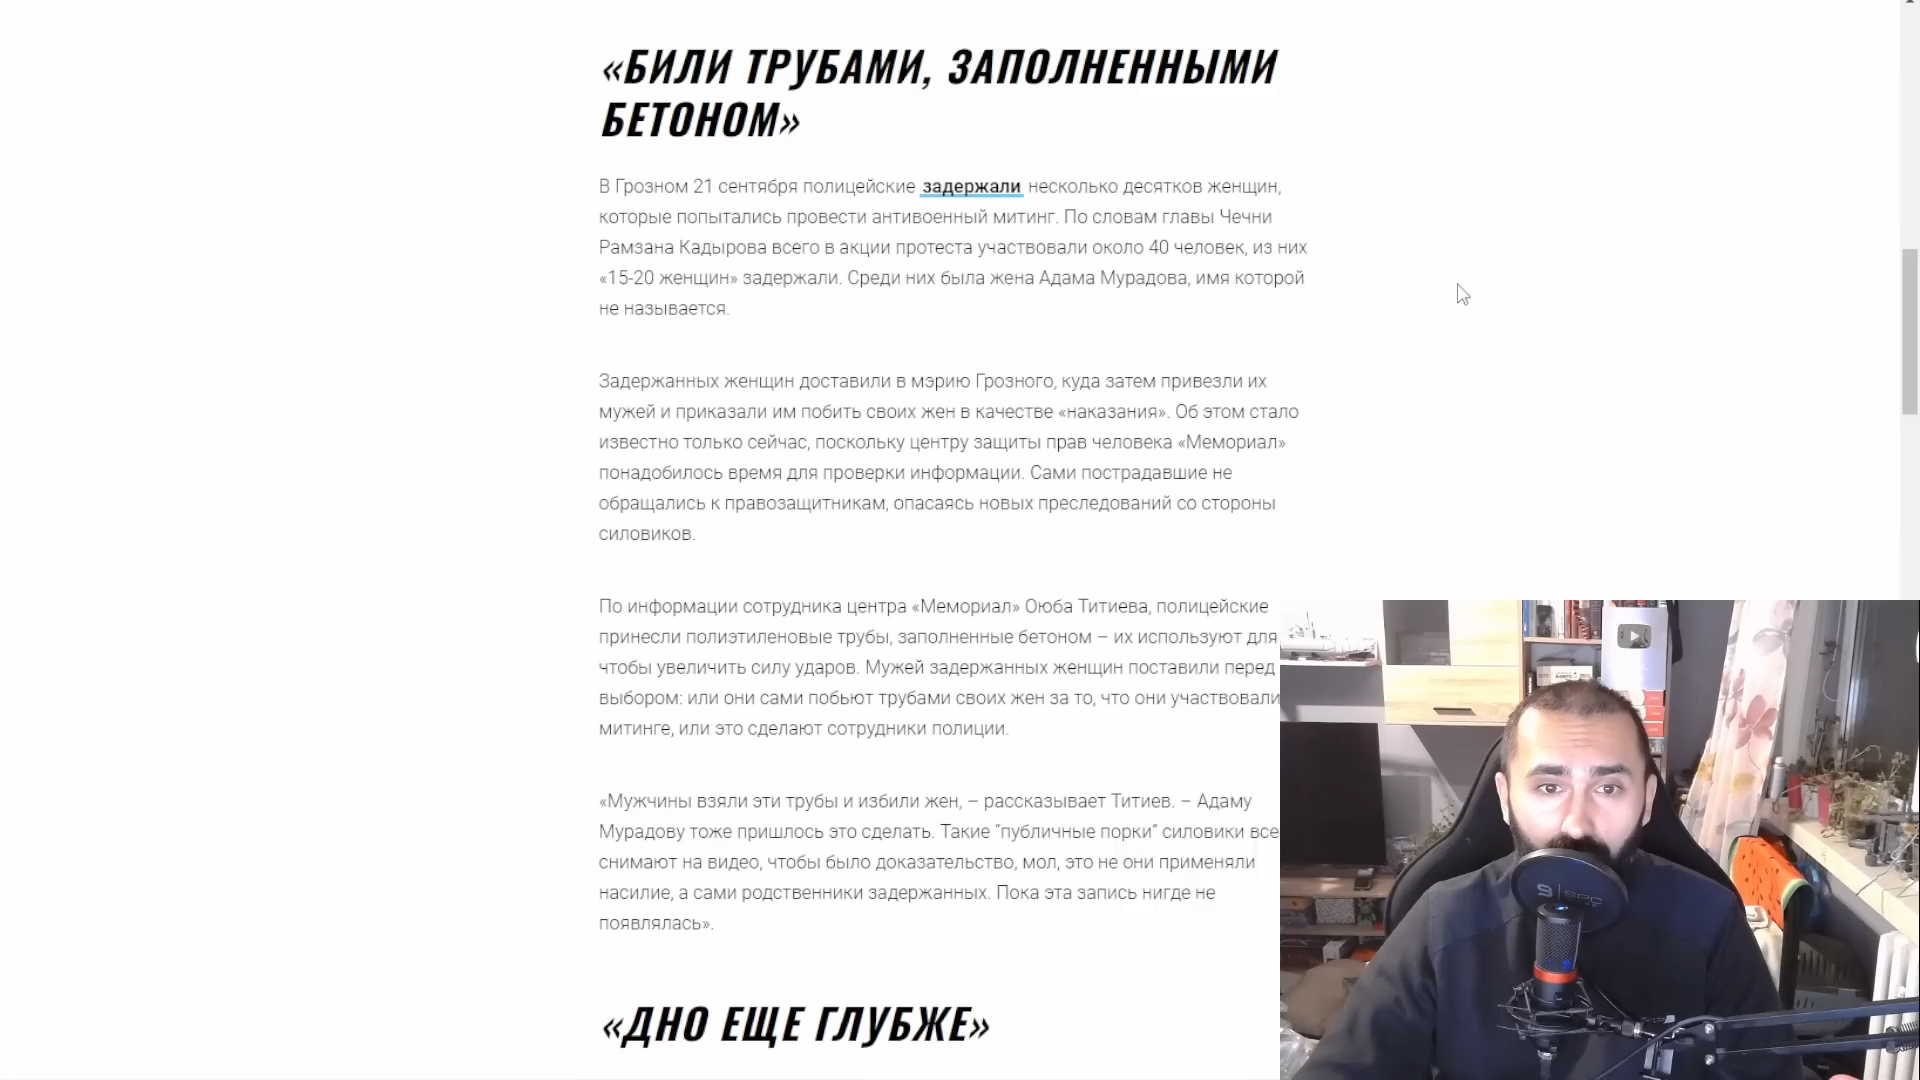 «БИЛИ ТРУБАМИ, ЗАПОЛНЕННЫМИ
БЕТОНОМ»
В Грозном 21 сентября полицейские задержали несколько десятков женщин,
которые попытались провести антивоенный митинг. По словам главы Чечни
Рамзана Кадырова всего в акции протеста участвовали около 40 человек, из них
«15-20 женщин» задержали. Среди них была жена Адама Мурадова, имя которой
не называется.
Задержанных женщин доставили в мэрию Грозного, куда затем привезли их
мужей и приказали им побить своих жен в качестве «наказания». Об этом стало
известно только сейчас, поскольку центру защиты прав человека «Мемориал»
понадобилось время для проверки информации. Сами пострадавшие не
обращались к правозащитникам, опасаясь новых преследований со стороны
силовиков.
По информации сотрудника центра «Мемориал» Оюба Титиева, полицейские
принесли полиэтиленовые трубы, заполненные бетоном – их используют для
чтобы увеличить силу ударов. Мужей задержанных женщин поставили перед
выбором: или они сами побьют трубами своих жен за то, что они участвовали
митинге, или это сделают сотрудники полиции.
«Мужчины взяли эти трубы и избили жен, – рассказывает Титиев. – Адаму
Мурадову тоже пришлось это сделать. Такие “публичные порки” силовики все
снимают на видео, чтобы было доказательство, мол, это не они применяли
насилие, а сами родственники задержанных. Пока эта запись нигде не
появлялась».
«ДНО ЕЩЕ ГЛУБЖЕ»
9 SPC